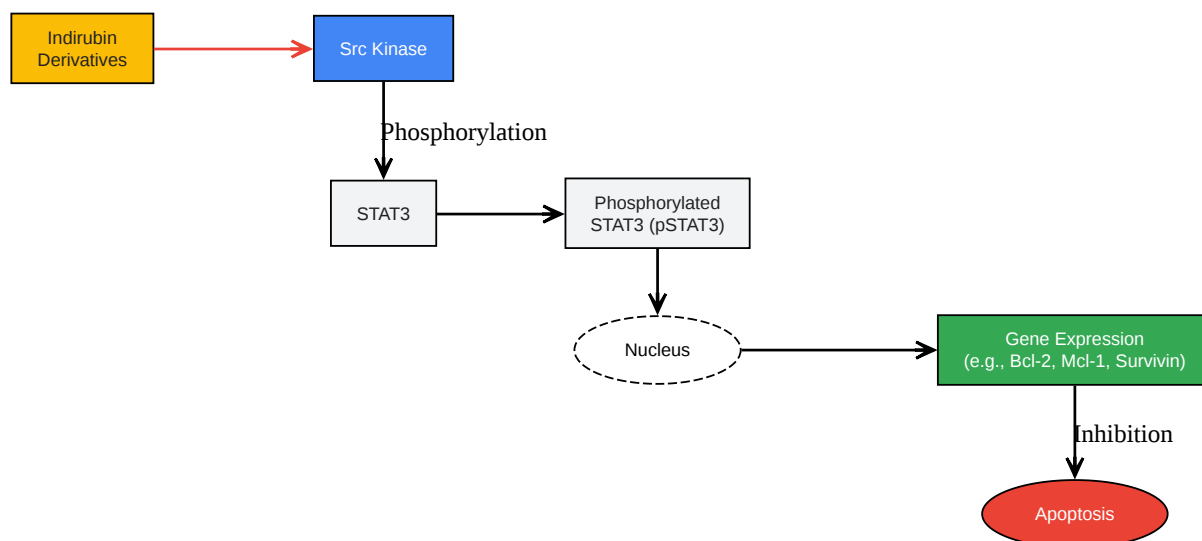 Indirubin
Derivatives
Src Kinase
Phosphorylation
STAT3
Phosphorylated
STAT3 (pSTAT3)
Nucleus
Gene Expression
(e.g., Bcl-2, Mcl-1, Survivin)
Inhibition
Apoptosis